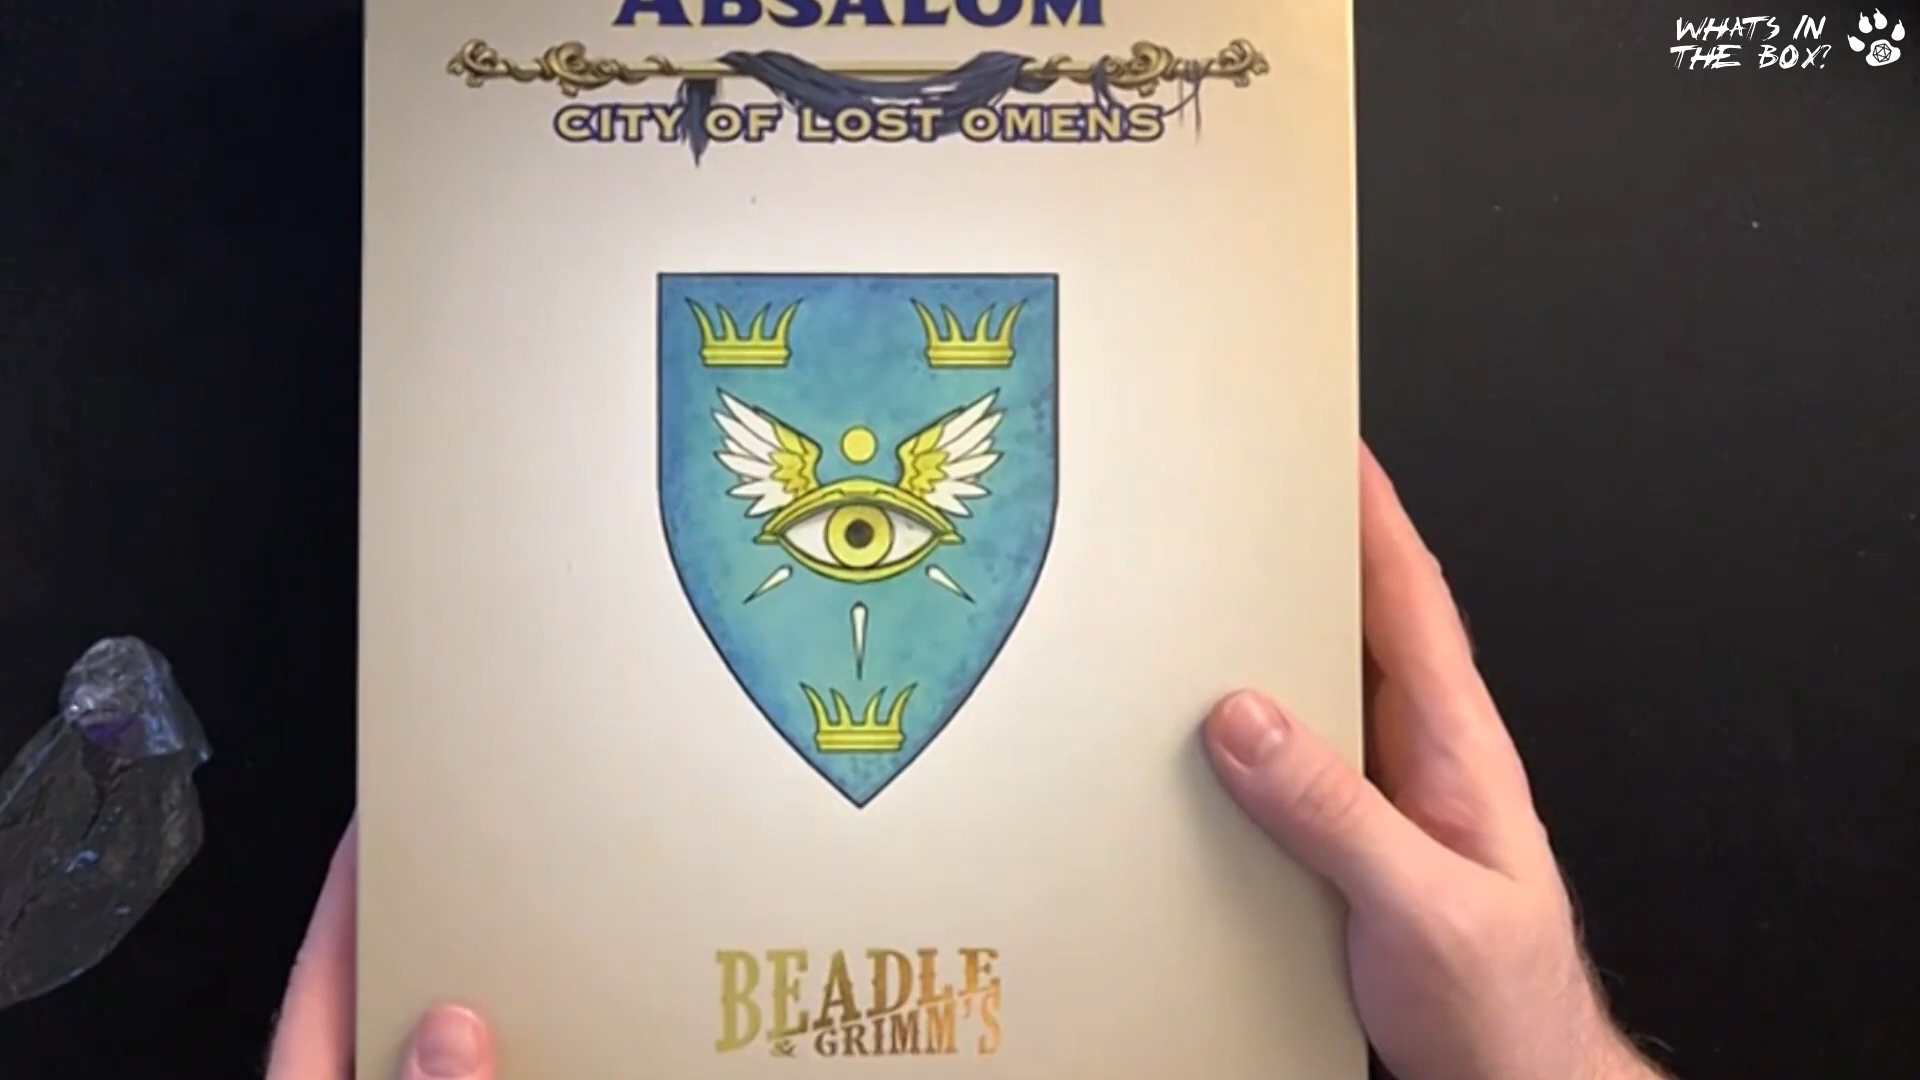 ABSALOM
CITY OF LOST OMENS
BEADLE
& GRIMM'S
WHATS IN
THE BOX?